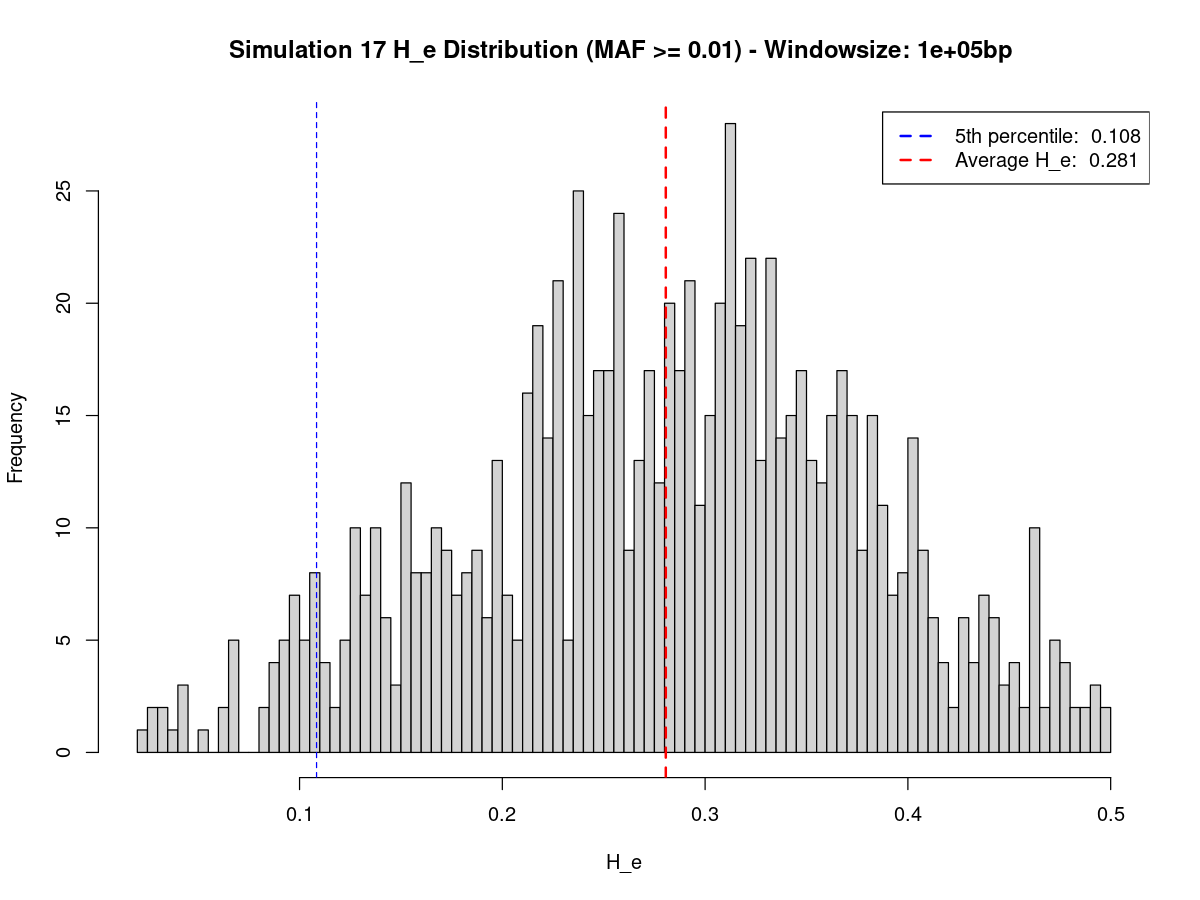 Simulation 17 H_e Distribution (MAF >= 0.01) - Windowsize: 1e+05bp
5th percentile:  0.108
Average H_e:  0.281
Frequency
25
20
15
10
5
0
0.1 0.2 0.3 0.4 0.5
H_e